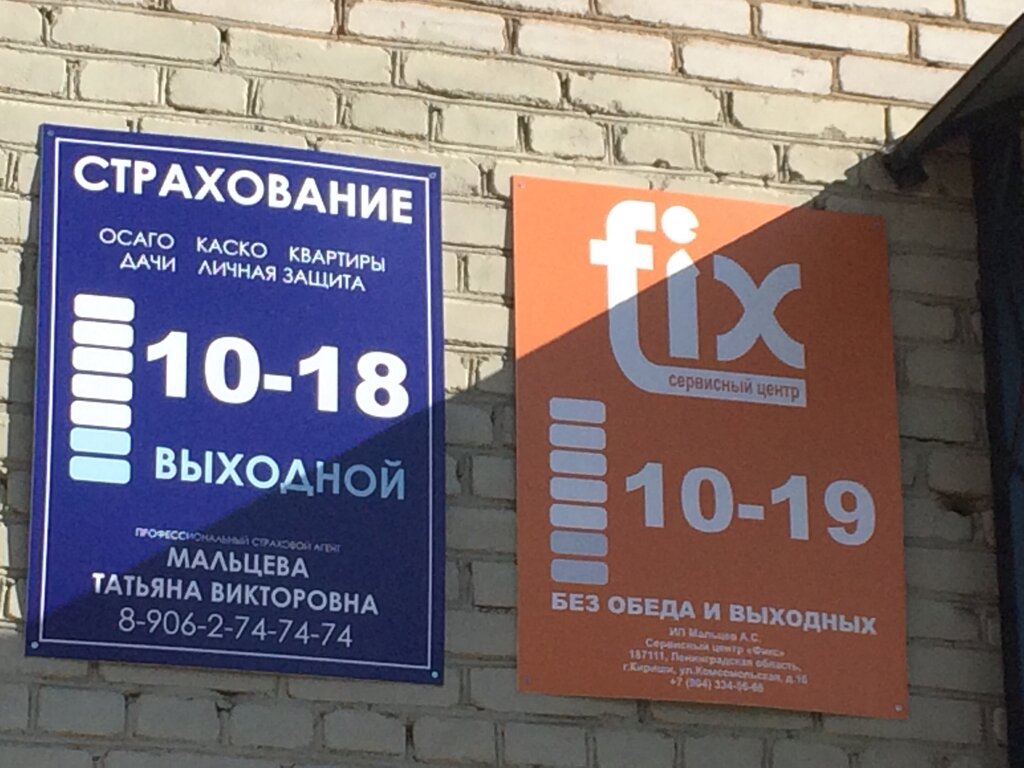 СТРАХОВАНИЕ
ОСАГО КАСКО КВАРТИРЫ
ДАЧИ ЛИЧНАЯ ЗАЩИТА
10-18
ВЫХОДНОЙ
ПРОФЕССИОНАЛЬНЫЙ СТРАХОВОЙ АГЕНТ
МАЛЬЦЕВА
ТАТЬЯНА ВИКТОРОВНА
8-906-2-74-74-74
fix
сервисный центр
10-19
БЕЗ ОБЕДА И ВЫХОДНЫХ
ИП Мальцев А.С.
Сервисный центр «Фикс»
187111, Ленинградская область,
г.Кириши, ул.Комсомольская, д.16
+7 (964)